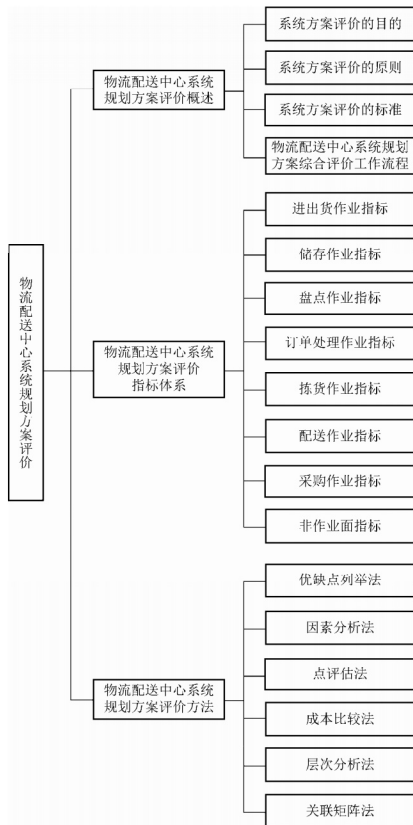 物流配送中心系统规划方案评价
物流配送中心系统
规划方案评价概述
系统方案评价的目的
系统方案评价的原则
系统方案评价的标准
物流配送中心系统规划
方案综合评价工作流程
物流配送中心系统
规划方案评价
指标体系
进出货作业指标
储存作业指标
盘点作业指标
订单处理作业指标
拣货作业指标
配送作业指标
采购作业指标
非作业面指标
物流配送中心系统
规划方案评价方法
优缺点列举法
因素分析法
点评估法
成本比较法
层次分析法
关联矩阵法